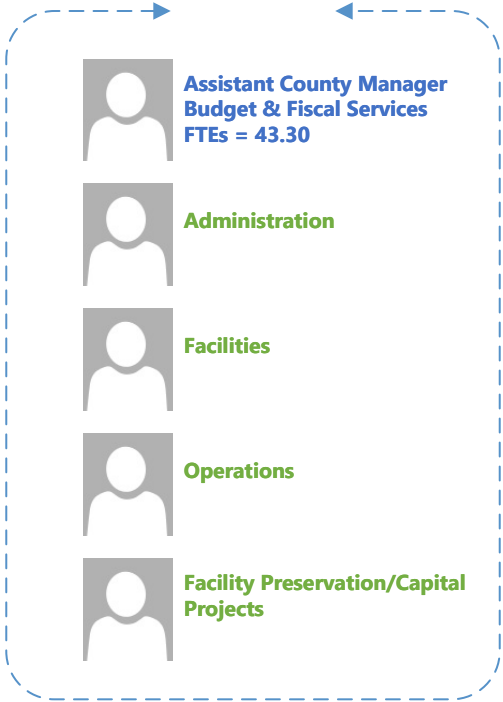 Assistant County Manager
Budget & Fiscal Services
FTEs = 43.30
Administration
Facilities
Operations
Facility Preservation/Capital
Projects